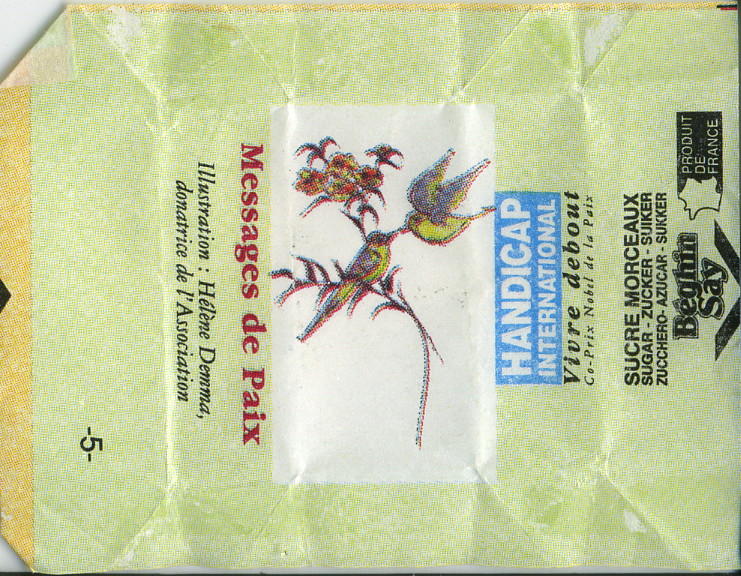 PRODUIT
DE
FRANCE
Béghin
Say
SUCRE MORCEAUX
SUGAR - ZUCKER - SUIKER
ZUCCHERO - AZUCAR - SUKKER
HANDICAP
INTERNATIONAL
Vivre debout
Co-Prix Nobel de la Paix
Messages de Paix
Illustration : Hélène Demma,
donatrice de l'Association
-5-